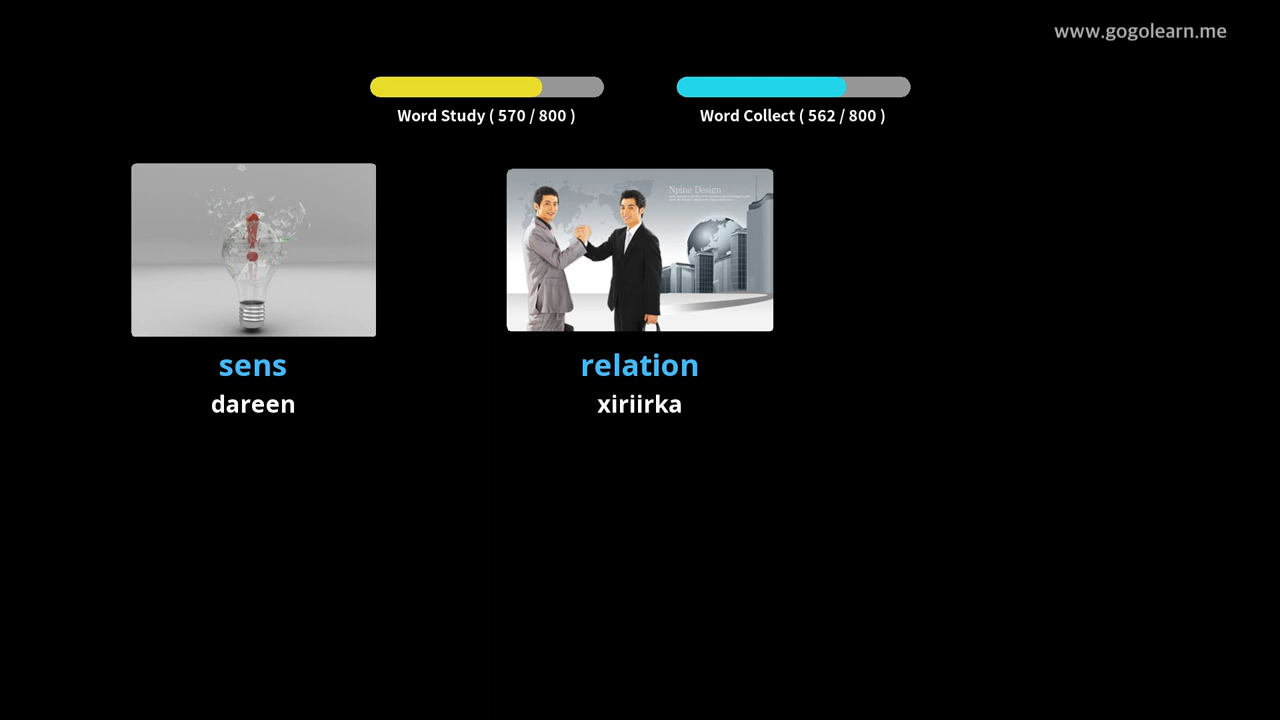 www.gogolearn.me
Word Study ( 570 / 800 )
Word Collect ( 562 / 800 )
Npine Design
sens
relation
dareen
xiriirka